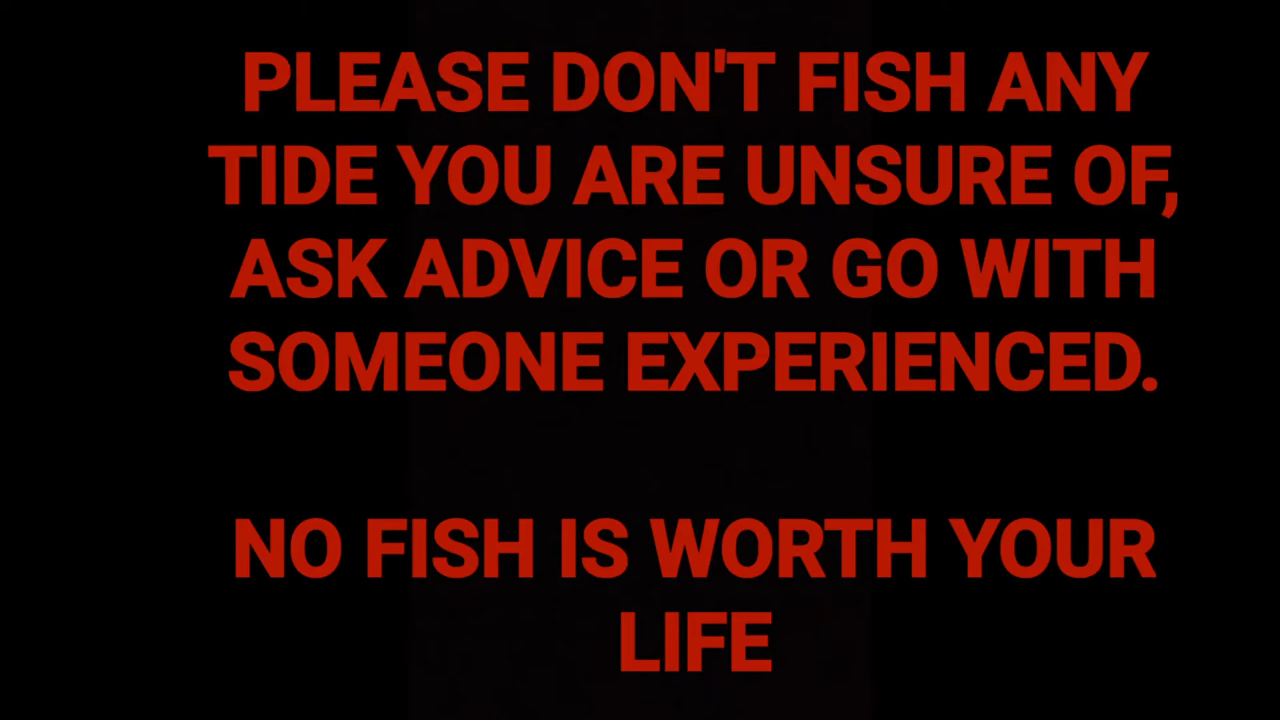 PLEASE DON'T FISH ANY
TIDE YOU ARE UNSURE OF,
ASK ADVICE OR GO WITH
SOMEONE EXPERIENCED.
NO FISH IS WORTH YOUR
LIFE